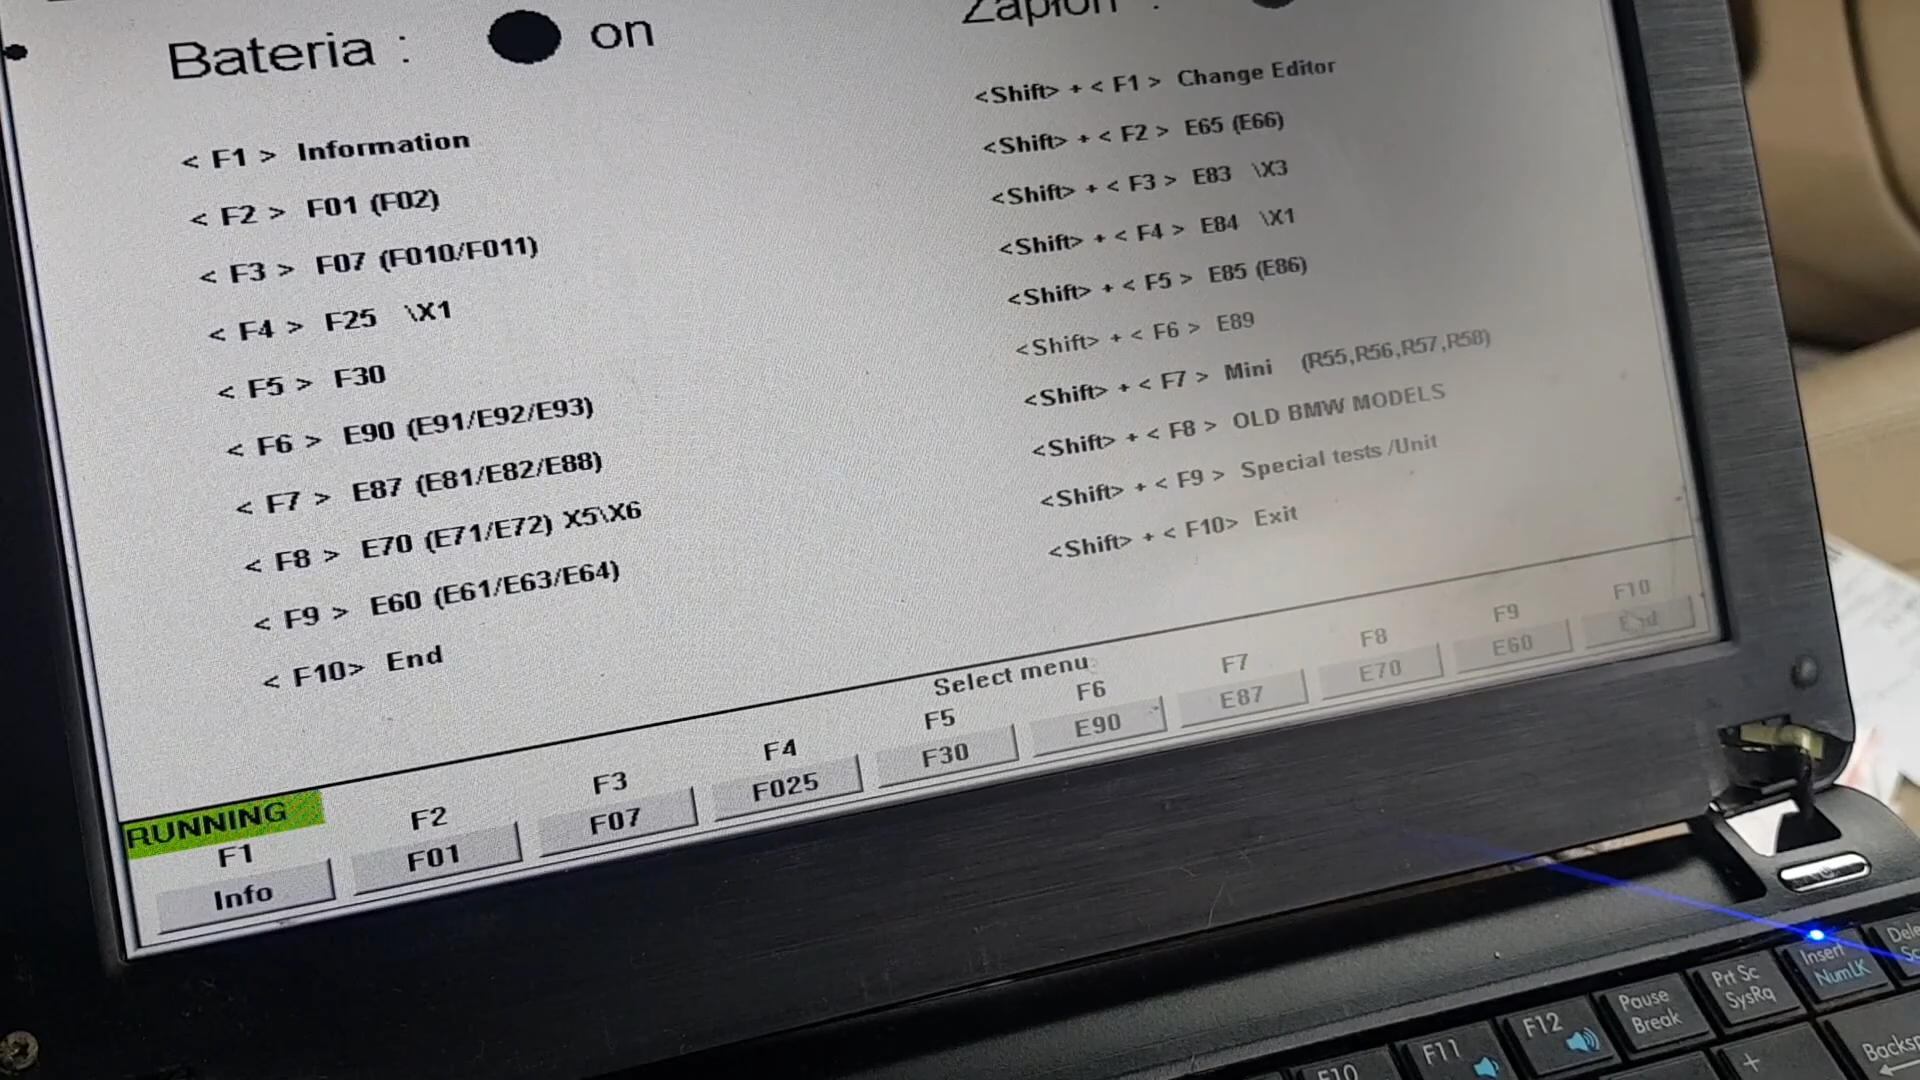 Bateria : on
Zapłon :
< F1 > Information
< F2 > F01 (F02)
< F3 > F07 (F010/F011)
< F4 > F25 \X1
< F5 > F30
< F6 > E90 (E91/E92/E93)
< F7 > E87 (E81/E82/E88)
< F8 > E70 (E71/E72) X5\X6
< F9 > E60 (E61/E63/E64)
< F10> End
<Shift> + < F1 > Change Editor
<Shift> + < F2 > E65 (E66)
<Shift> + < F3 > E83 \X3
<Shift> + < F4 > E84 \X1
<Shift> + < F5 > E85 (E86)
<Shift> + < F6 > E89
<Shift> + < F7 > Mini (R55,R56,R57,R58)
<Shift> + < F8 > OLD BMW MODELS
<Shift> + < F9 > Special tests /Unit
<Shift> + < F10> Exit
Select menu:
RUNNING
F1 F2 F3 F4 F5 F6 F7 F8 F9 F10
Info F01 F07 F025 F30 E90 E87 E70 E60 End
F10
F11
F12
Pause
Break
Prt Sc
SysRq
Insert
NumLK